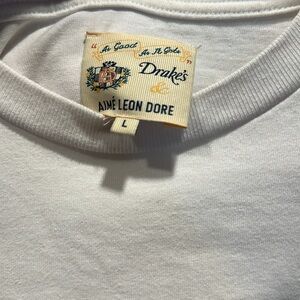 "As Good As It Gets"
Drake's
&
AIMÉ LEON DORE
L